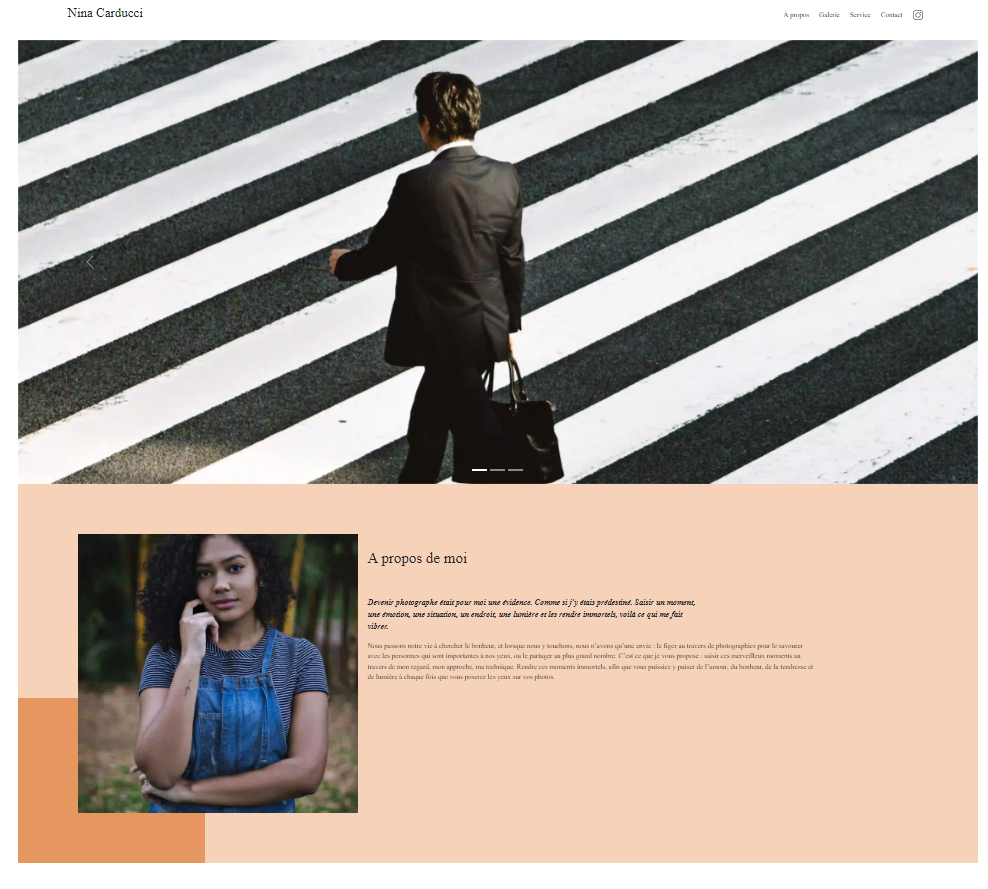 Nina Carducci
À propos Galerie Service Contact
A propos de moi
Devenir photographe était pour moi une évidence. Comme si j'y étais prédestiné. Saisir un moment,
une émotion, une situation, un endroit, une lumière et les rendre immortels, voilà ce qui me fait
vibrer.
Nous passons notre vie à chercher le bonheur, et lorsque nous y touchons, nous n'avons qu'une envie : le figer au travers de photographies pour le savourer
avec les personnes qui sont importantes à nos yeux, ou le partager au plus grand nombre. C'est ce que je vous propose : saisir ces merveilleux moments au
travers de mon regard, mon approche, ma technique. Rendre ces moments immortels, afin que vous puissiez y puiser de l'amour, du bonheur, de la tendresse et
de lumière à chaque fois que vous poserez les yeux sur vos photos.